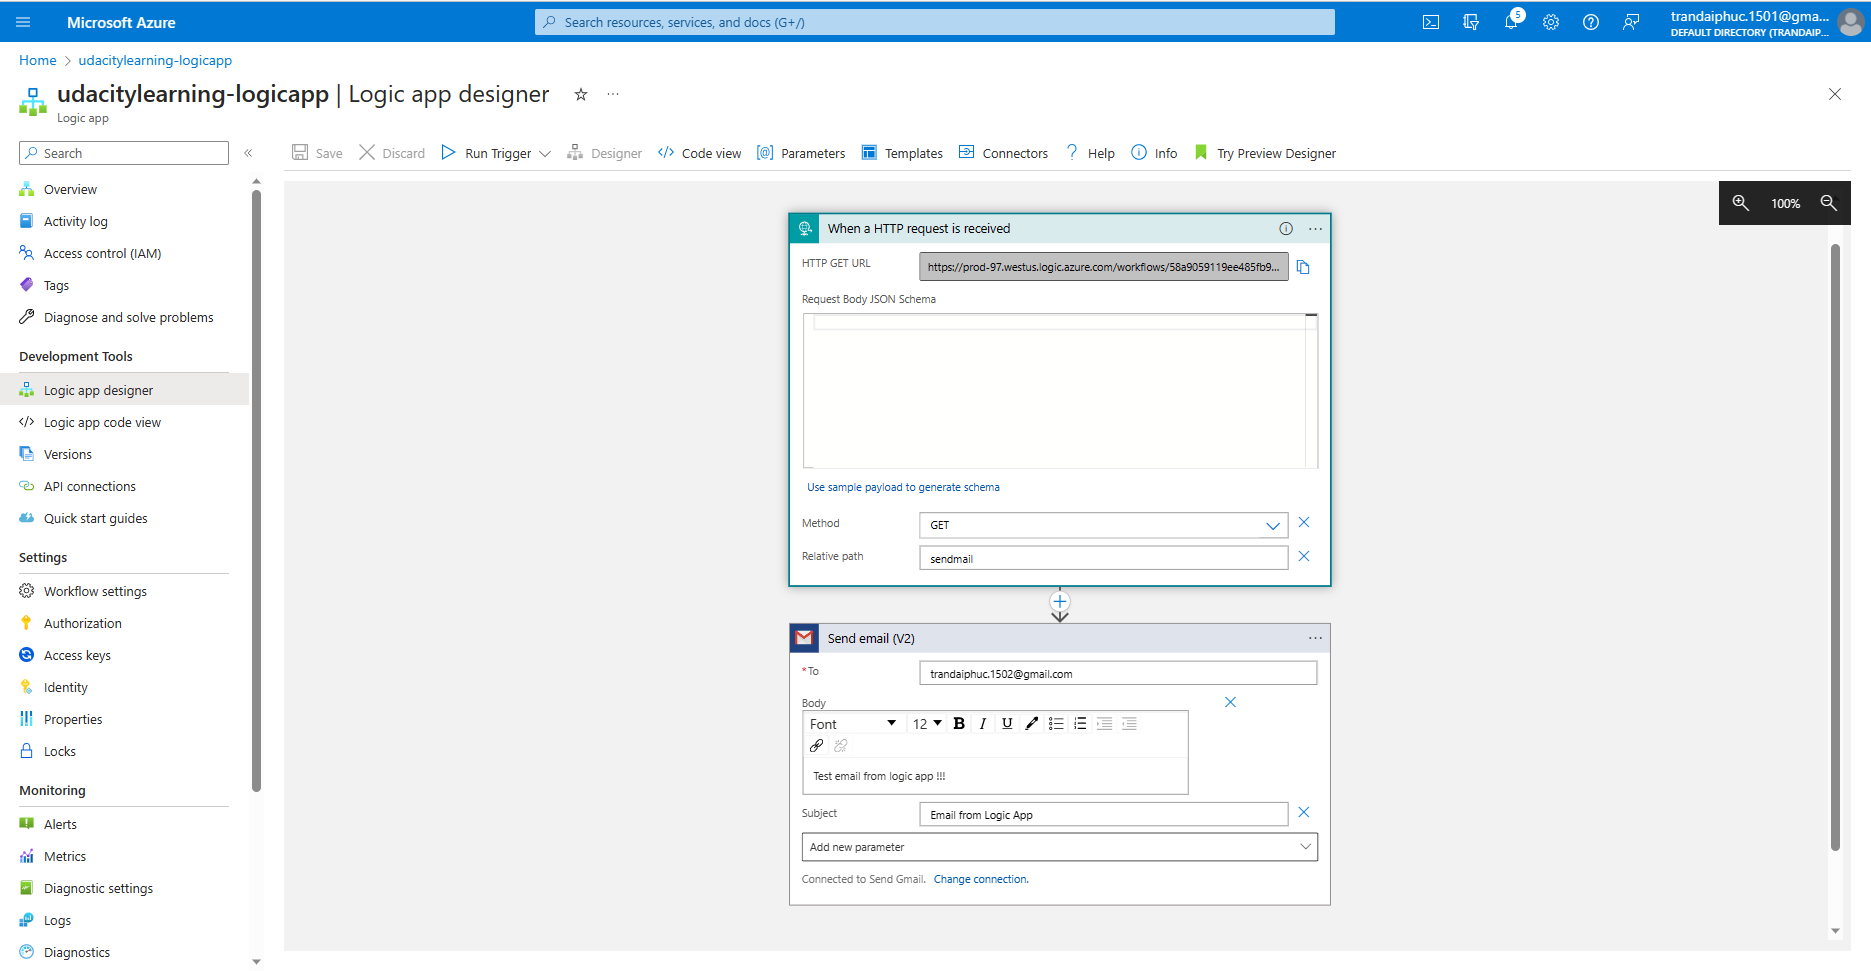 Microsoft Azure
Search resources, services, and docs (G+/)
5
trandaiphuc.1501@gma...
DEFAULT DIRECTORY (TRANDAIP...
Home > udacitylearning-logicapp
udacitylearning-logicapp | Logic app designer
Logic app
Search
Save
Discard
Run Trigger
Designer
Code view
Parameters
Templates
Connectors
Help
Info
Try Preview Designer
Overview
Activity log
Access control (IAM)
Tags
Diagnose and solve problems
Development Tools
Logic app designer
Logic app code view
Versions
API connections
Quick start guides
Settings
Workflow settings
Authorization
Access keys
Identity
Properties
Locks
Monitoring
Alerts
Metrics
Diagnostic settings
Logs
Diagnostics
100%
When a HTTP request is received
HTTP GET URL
https://prod-97.westus.logic.azure.com/workflows/58a9059119ee485fb9...
Request Body JSON Schema
Use sample payload to generate schema
Method
GET
Relative path
sendmail
Send email (V2)
*To
trandaiphuc.1502@gmail.com
Body
Font 12 B I U
Test email from logic app !!!
Subject
Email from Logic App
Add new parameter
Connected to Send Gmail. Change connection.